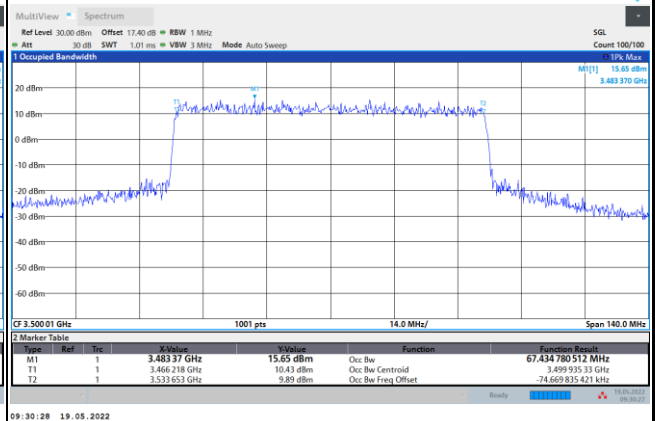 MultiView Spectrum
Ref Level 30.00 dBm Offset 17.40 dB RBW 1 MHz SGL
Att 30 dB SWT 1.01 ms VBW 3 MHz Mode Auto Sweep Count 100/100
1 Occupied Bandwidth 1Pk Max
M1[1] 15.65 dBm
3.483 370 GHz
20 dBm
M1
T1 T2
10 dBm
0 dBm
-10 dBm
-20 dBm
-30 dBm
-40 dBm
-50 dBm
-60 dBm
CF 3.500 01 GHz 1001 pts 14.0 MHz/ Span 140.0 MHz
2 Marker Table
Type Ref Trc X-Value Y-Value Function Function Result
M1 1 3.483 37 GHz 15.65 dBm Occ Bw 67.434 780 512 MHz
T1 1 3.466 218 GHz 10.43 dBm Occ Bw Centroid 3.499 935 33 GHz
T2 1 3.533 653 GHz 9.89 dBm Occ Bw Freq Offset -74.669 835 421 kHz
Ready 19.05.2022
09:30:27
09:30:28 19.05.2022